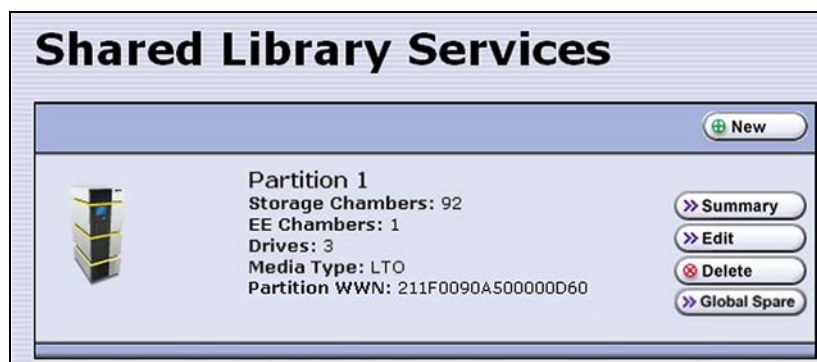 Shared Library Services
New
Partition 1
Storage Chambers: 92
EE Chambers: 1
Drives: 3
Media Type: LTO
Partition WWN: 211F0090A500000D60
Summary
Edit
Delete
Global Spare